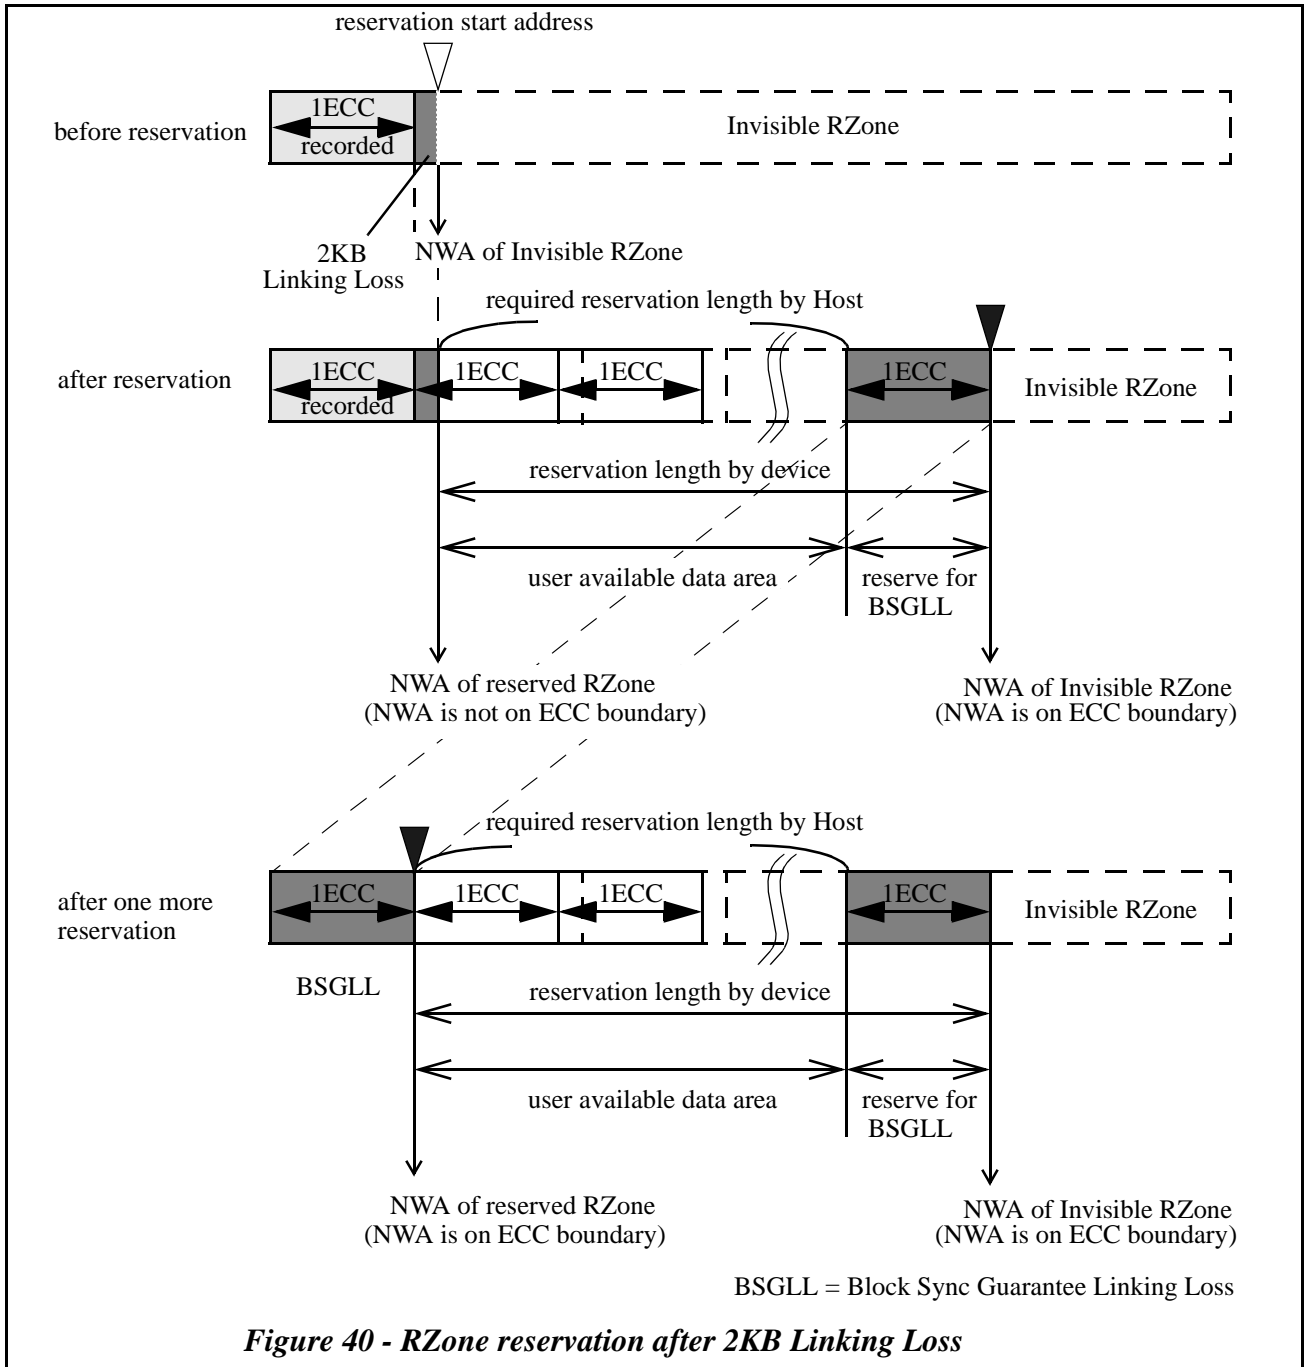 reservation start address
before reservation
1ECC
recorded
Invisible RZone
2KB
Linking Loss
NWA of Invisible RZone
required reservation length by Host
after reservation
1ECC
recorded
1ECC
1ECC
1ECC
Invisible RZone
reservation length by device
user available data area
reserve for
BSGLL
NWA of reserved RZone
(NWA is not on ECC boundary)
NWA of Invisible RZone
(NWA is on ECC boundary)
required reservation length by Host
after one more
reservation
1ECC
1ECC
1ECC
1ECC
Invisible RZone
BSGLL
reservation length by device
user available data area
reserve for
BSGLL
NWA of reserved RZone
(NWA is on ECC boundary)
NWA of Invisible RZone
(NWA is on ECC boundary)
BSGLL = Block Sync Guarantee Linking Loss
Figure 40 - RZone reservation after 2KB Linking Loss